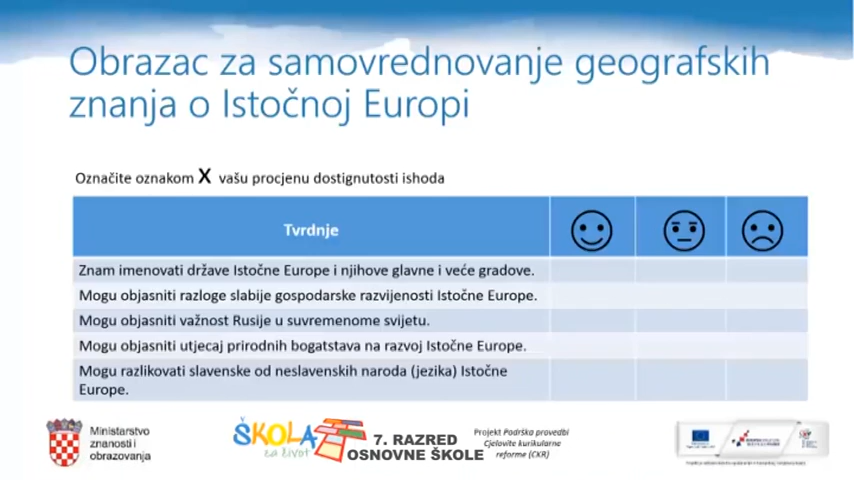 Obrazac za samovrednovanje geografskih
znanja o Istočnoj Europi
Označite oznakom X vašu procjenu dostignutosti ishoda
Tvrdnje
Znam imenovati države Istočne Europe i njihove glavne i veće gradove.
Mogu objasniti razloge slabije gospodarske razvijenosti Istočne Europe.
Mogu objasniti važnost Rusije u suvremenome svijetu.
Mogu objasniti utjecaj prirodnih bogatstava na razvoj Istočne Europe.
Mogu razlikovati slavenske od neslavenskih naroda (jezika) Istočne
Europe.
Ministarstvo
znanosti i
obrazovanja
ŠKOLA
za život
7. RAZRED
OSNOVNE ŠKOLE
Projekt Podrška provedbi
Cjelovite kurikularne
reforme (CKR)